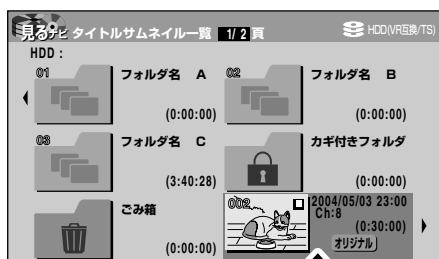 見るナビ タイトルサムネイル一覧 1/ 2 頁 HDD(VR互換/TS)
HDD :
01 フォルダ名 A (0:00:00)
02 フォルダ名 B (0:00:00)
03 フォルダ名 C (3:40:28)
カギ付きフォルダ (0:00:00)
ごみ箱 (0:00:00)
002 2004/05/03 23:00
Ch:8
(0:30:00)
オリジナル